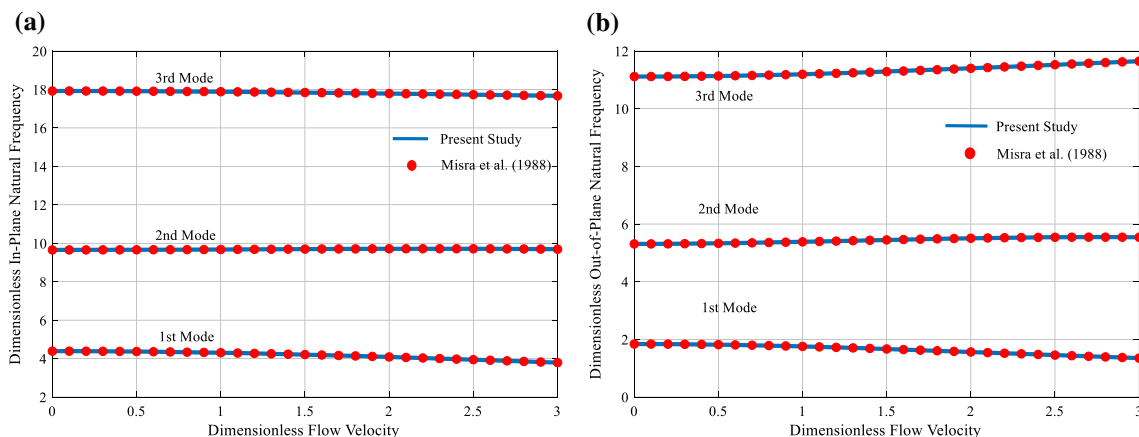 (a)
Dimensionless In-Plane Natural Frequency
20
18
16
14
12
10
8
6
4
2
3rd Mode
Present Study
Misra et al. (1988)
2nd Mode
1st Mode
0
0.5
1
1.5
2
2.5
3
Dimensionless Flow Velocity
(b)
Dimensionless Out-of-Plane Natural Frequency
12
10
8
6
4
2
0
3rd Mode
Present Study
Misra et al. (1988)
2nd Mode
1st Mode
0
0.5
1
1.5
2
2.5
3
Dimensionless Flow Velocity